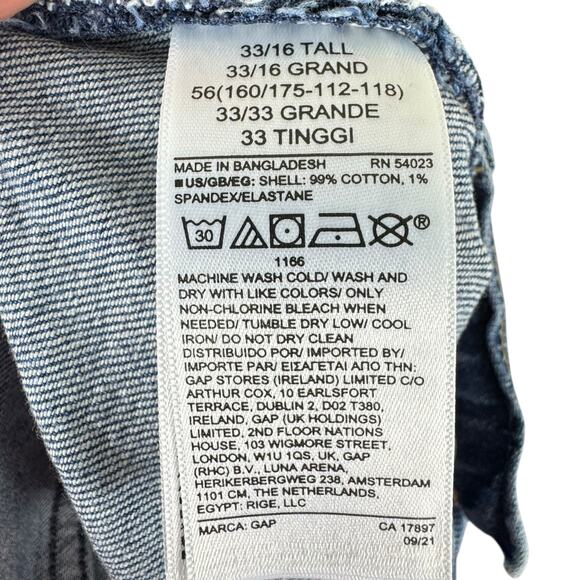 33/16 TALL
33/16 GRAND
56(160/175-112-118)
33/33 GRANDE
33 TINGGI
MADE IN BANGLADESH RN 54023
■US/GB/EG: SHELL: 99% COTTON, 1%
SPANDEX/ELASTANE
30 ®
1166
MACHINE WASH COLD/ WASH AND
DRY WITH LIKE COLORS/ ONLY
NON-CHLORINE BLEACH WHEN
NEEDED/ TUMBLE DRY LOW/ COOL
IRON/ DO NOT DRY CLEAN
DISTRIBUIDO POR/ IMPORTED BY/
IMPORTE PAR/ ΕΙΣΑΓΕΤΑΙ ΑΠΟ ΤΗΝ:
GAP STORES (IRELAND) LIMITED C/O
ARTHUR COX, 10 EARLSFORT
TERRACE, DUBLIN 2, D02 T380,
IRELAND, GAP (UK HOLDINGS)
LIMITED, 2ND FLOOR NATIONS
HOUSE, 103 WIGMORE STREET,
LONDON, W1U 1QS, UK, GAP
(RHC) B.V., LUNA ARENA,
HERIKERBERGWEG 238, AMSTERDAM
1101 CM, THE NETHERLANDS/
EGYPT: RIGE, LLC
MARCA: GAP CA 17897
09/21